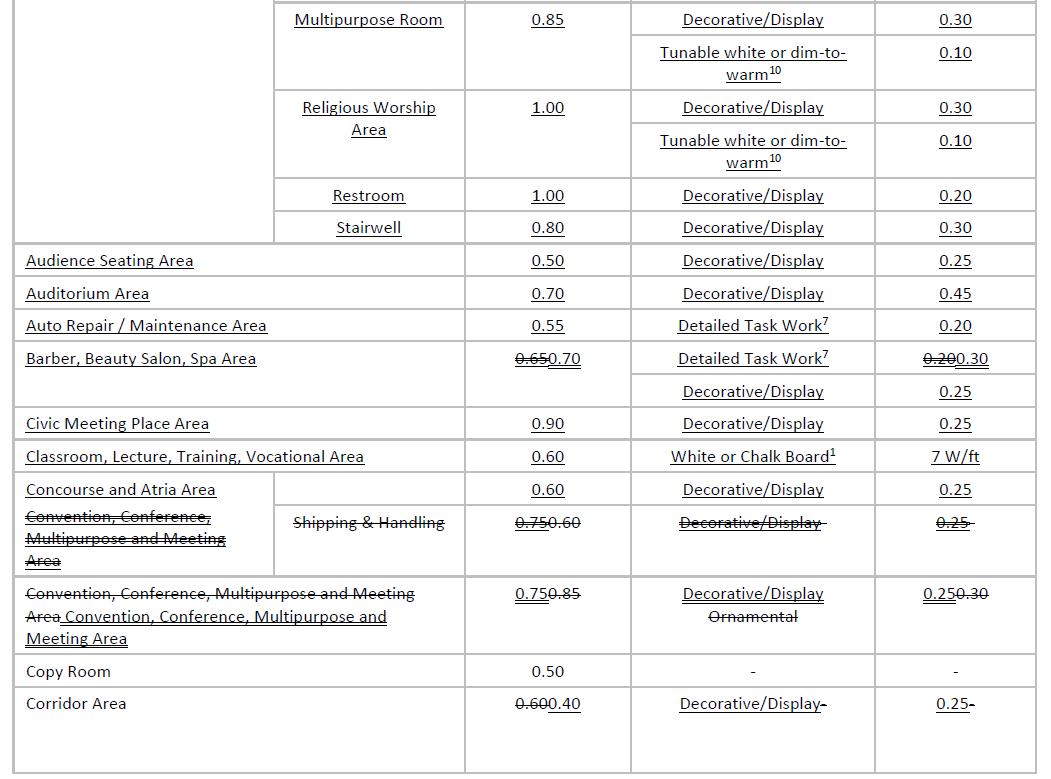 Multipurpose Room 0.85 Decorative/Display 0.30
Tunable white or dim-to- 0.10
warm10
Religious Worship 1.00 Decorative/Display 0.30
Area
Tunable white or dim-to- 0.10
warm10
Restroom 1.00 Decorative/Display 0.20
Stairwell 0.80 Decorative/Display 0.30
Audience Seating Area 0.50 Decorative/Display 0.25
Auditorium Area 0.70 Decorative/Display 0.45
Auto Repair / Maintenance Area 0.55 Detailed Task Work7 0.20
Barber, Beauty Salon, Spa Area 0.650.70 Detailed Task Work7 0.200.30
Decorative/Display 0.25
Civic Meeting Place Area 0.90 Decorative/Display 0.25
Classroom, Lecture, Training, Vocational Area 0.60 White or Chalk Board1 7 W/ft
Concourse and Atria Area 0.60 Decorative/Display 0.25
Convention, Conference, Shipping & Handling 0.750.60 Decorative/Display- 0.25-
Multipurpose and Meeting
Area
Convention, Conference, Multipurpose and Meeting 0.750.85 Decorative/Display 0.250.30
Area Convention, Conference, Multipurpose and Ornamental
Meeting Area
Copy Room 0.50 - -
Corridor Area 0.600.40 Decorative/Display- 0.25-